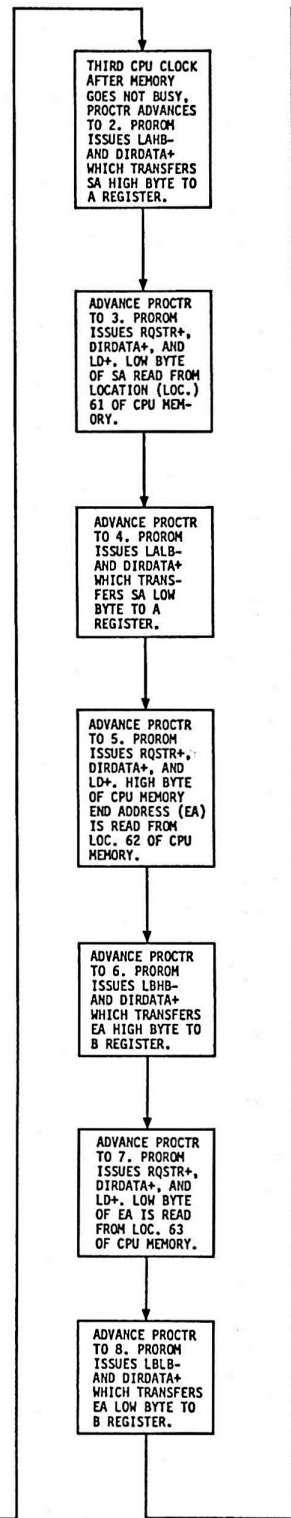 THIRD CPU CLOCK
AFTER MEMORY
GOES NOT BUSY,
PROCTR ADVANCES
TO 2. PROROM
ISSUES LAHB-
AND DIRDATA+
WHICH TRANSFERS
SA HIGH BYTE TO
A REGISTER.
ADVANCE PROCTR
TO 3. PROROM
ISSUES RQSTR+,
DIRDATA+, AND
LD+. LOW BYTE
OF SA READ FROM
LOCATION (LOC.)
61 OF CPU MEM-
ORY.
ADVANCE PROCTR
TO 4. PROROM
ISSUES LALB-
AND DIRDATA+
WHICH TRANS-
FERS SA LOW
BYTE TO A
REGISTER.
ADVANCE PROCTR
TO 5. PROROM
ISSUES RQSTR+,
DIRDATA+, AND
LD+. HIGH BYTE
OF CPU MEMORY
END ADDRESS (EA)
IS READ FROM
LOC. 62 OF CPU
MEMORY.
ADVANCE PROCTR
TO 6. PROROM
ISSUES LBHB-
AND DIRDATA+
WHICH TRANSFERS
EA HIGH BYTE TO
B REGISTER.
ADVANCE PROCTR
TO 7. PROROM
ISSUES RQSTR+,
DIRDATA+, AND
LD+. LOW BYTE
OF EA IS READ
FROM LOC. 63
OF CPU MEMORY.
ADVANCE PROCTR
TO 8. PROROM
ISSUES LBLB-
AND DIRDATA+
WHICH TRANSFERS
EA LOW BYTE TO
B REGISTER.